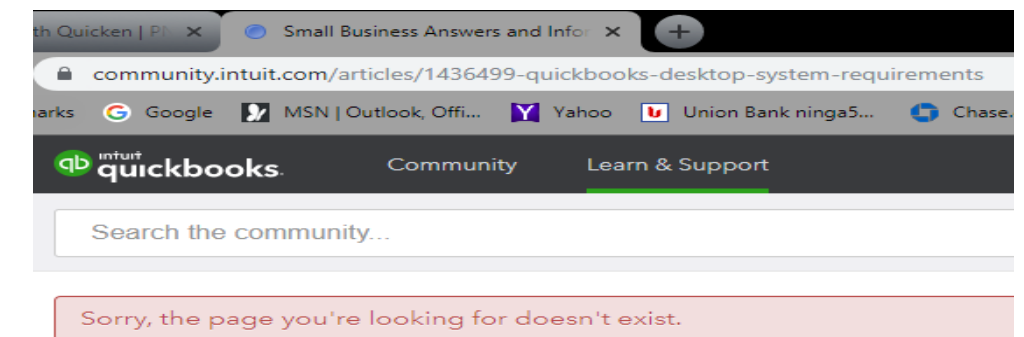 th Quicken | Ph
Small Business Answers and Infor
community.intuit.com/articles/1436499-quickbooks-desktop-system-requirements
Google MSN | Outlook, Offi... Yahoo Union Bank ninga5... Chase.
intuit
quickbooks. Community Learn & Support
Search the community...
Sorry, the page you're looking for doesn't exist.